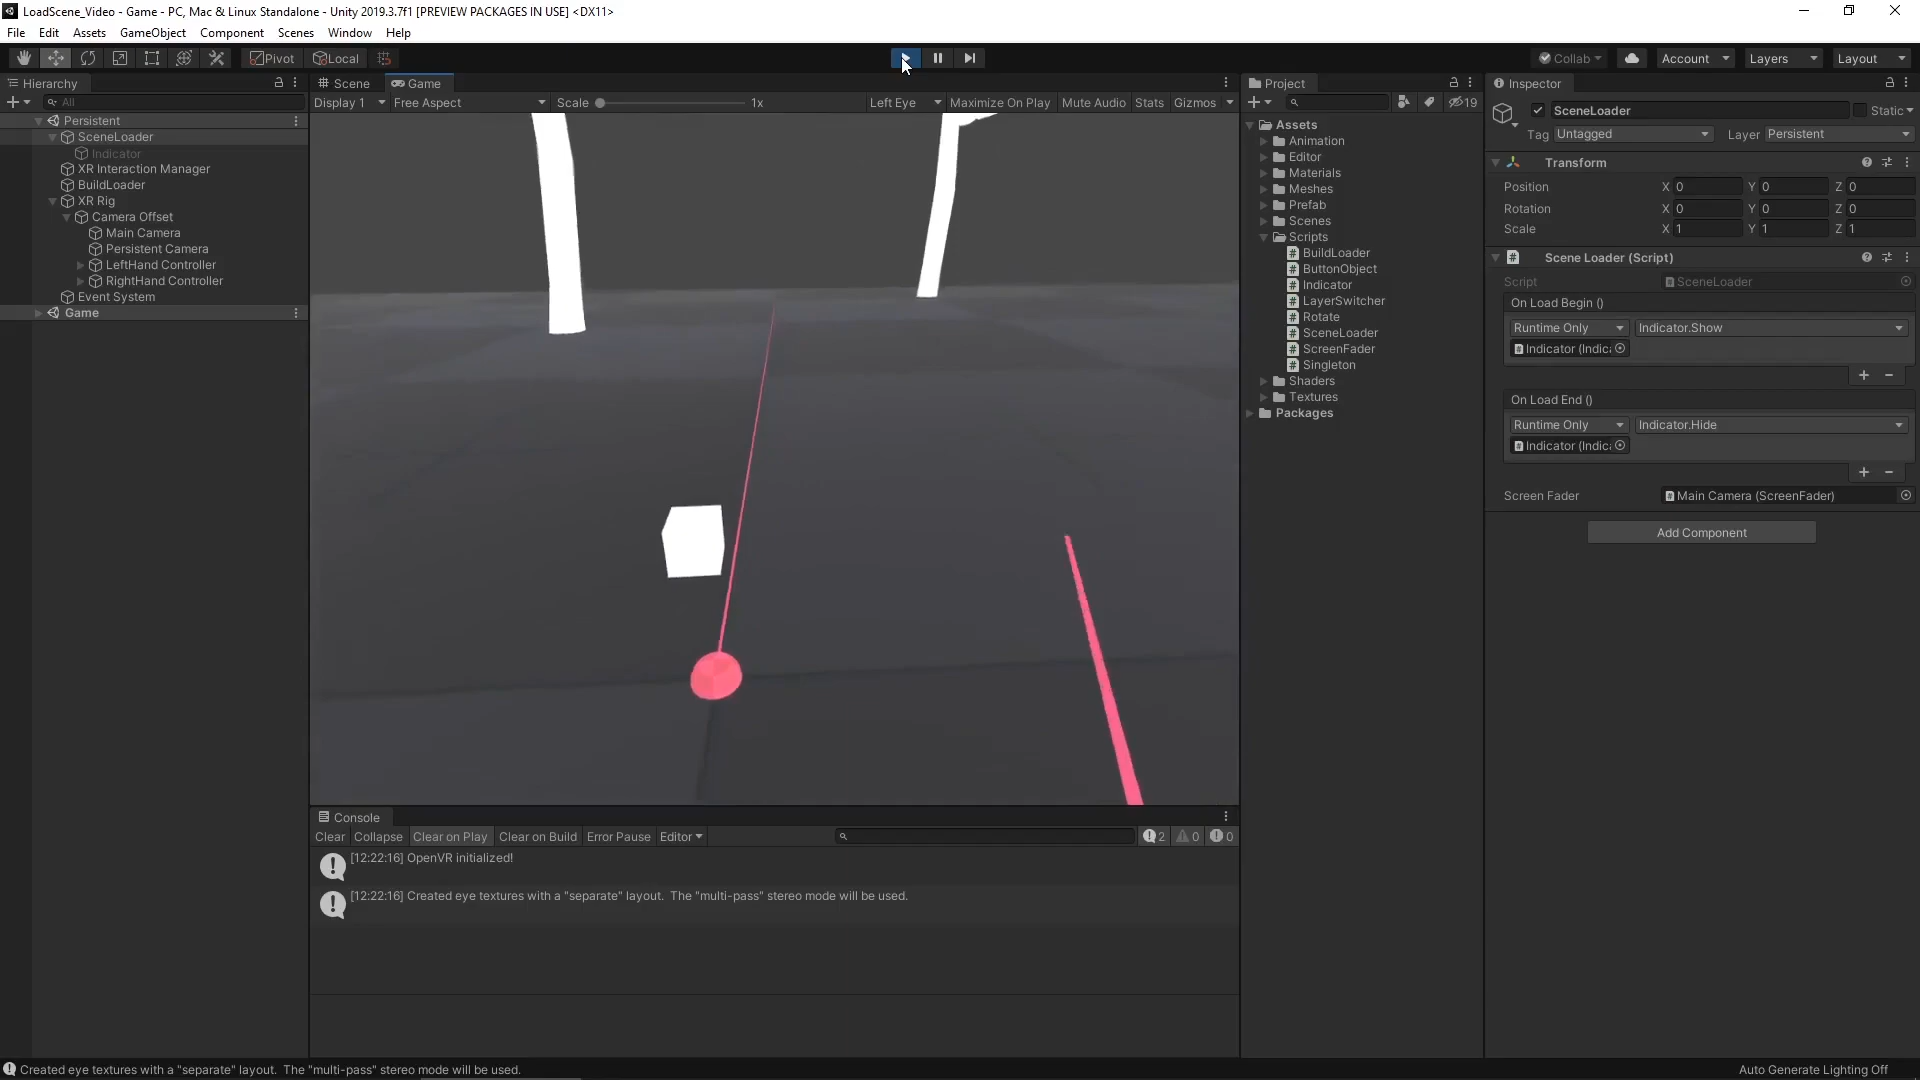 LoadScene_Video - Game - PC, Mac & Linux Standalone - Unity 2019.3.7f1 [PREVIEW PACKAGES IN USE] <DX11>
File Edit Assets GameObject Component Scenes Window Help
Pivot Local Collab Account Layers Layout
Hierarchy
All
Persistent
SceneLoader
Indicator
XR Interaction Manager
BuildLoader
XR Rig
Camera Offset
Main Camera
Persistent Camera
LeftHand Controller
RightHand Controller
Event System
Game
Scene Game
Display 1 Free Aspect Scale 1x Left Eye Maximize On Play Mute Audio Stats Gizmos
Console
Clear Collapse Clear on Play Clear on Build Error Pause Editor 2 0 0
[12:22:16] OpenVR initialized!
[12:22:16] Created eye textures with a "separate" layout. The "multi-pass" stereo mode will be used.
Project
19
Assets
Animation
Editor
Materials
Meshes
Prefab
Scenes
Scripts
BuildLoader
ButtonObject
Indicator
LayerSwitcher
Rotate
SceneLoader
ScreenFader
Singleton
Shaders
Textures
Packages
Inspector
SceneLoader Static
Tag Untagged Layer Persistent
Transform
Position X 0 Y 0 Z 0
Rotation X 0 Y 0 Z 0
Scale X 1 Y 1 Z 1
# Scene Loader (Script)
Script SceneLoader
On Load Begin ()
Runtime Only Indicator.Show
Indicator (Indic
On Load End ()
Runtime Only Indicator.Hide
Indicator (Indic
Screen Fader Main Camera (ScreenFader)
Add Component
Created eye textures with a "separate" layout. The "multi-pass" stereo mode will be used.
Auto Generate Lighting Off